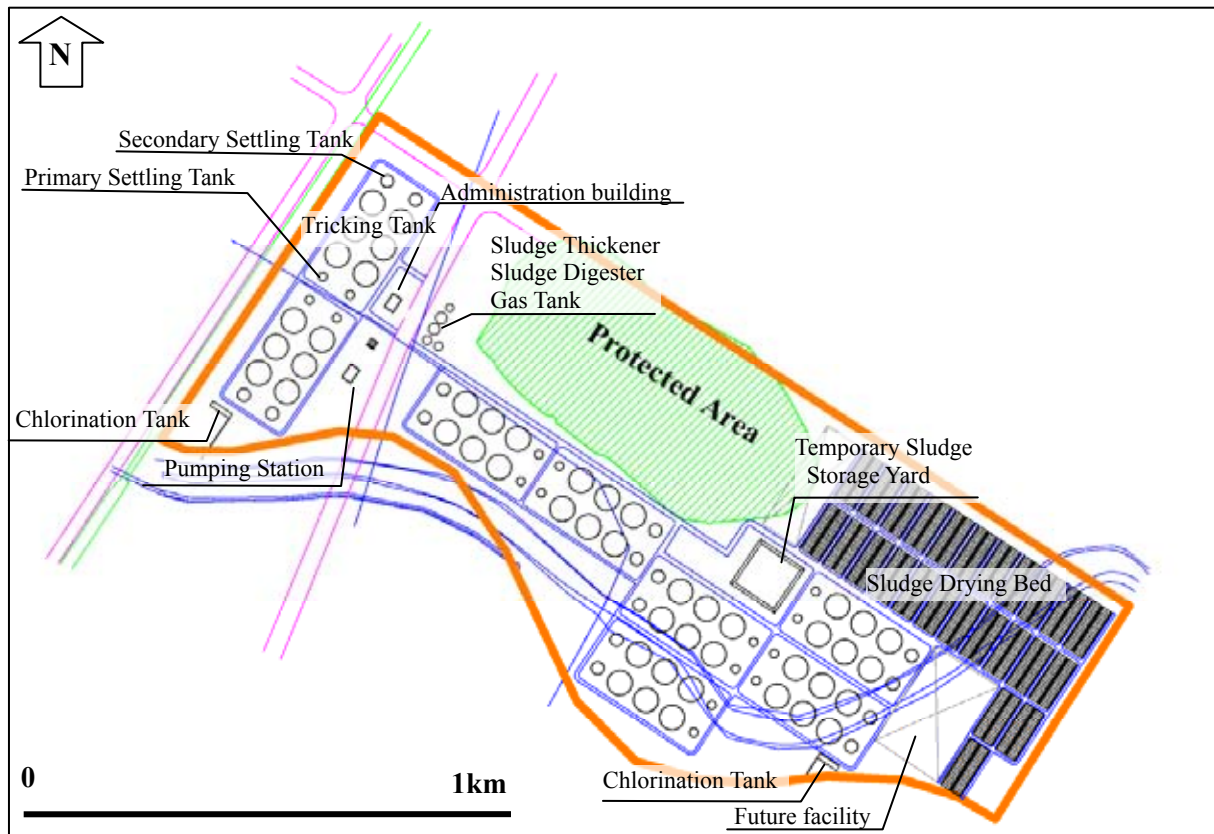 N
Secondary Settling Tank
Primary Settling Tank
Administration building
Tricking Tank
Sludge Thickener
Sludge Digester
Gas Tank
Protected Area
Chlorination Tank
Pumping Station
Temporary Sludge
Storage Yard
Sludge Drying Bed
0
1km
Chlorination Tank
Future facility